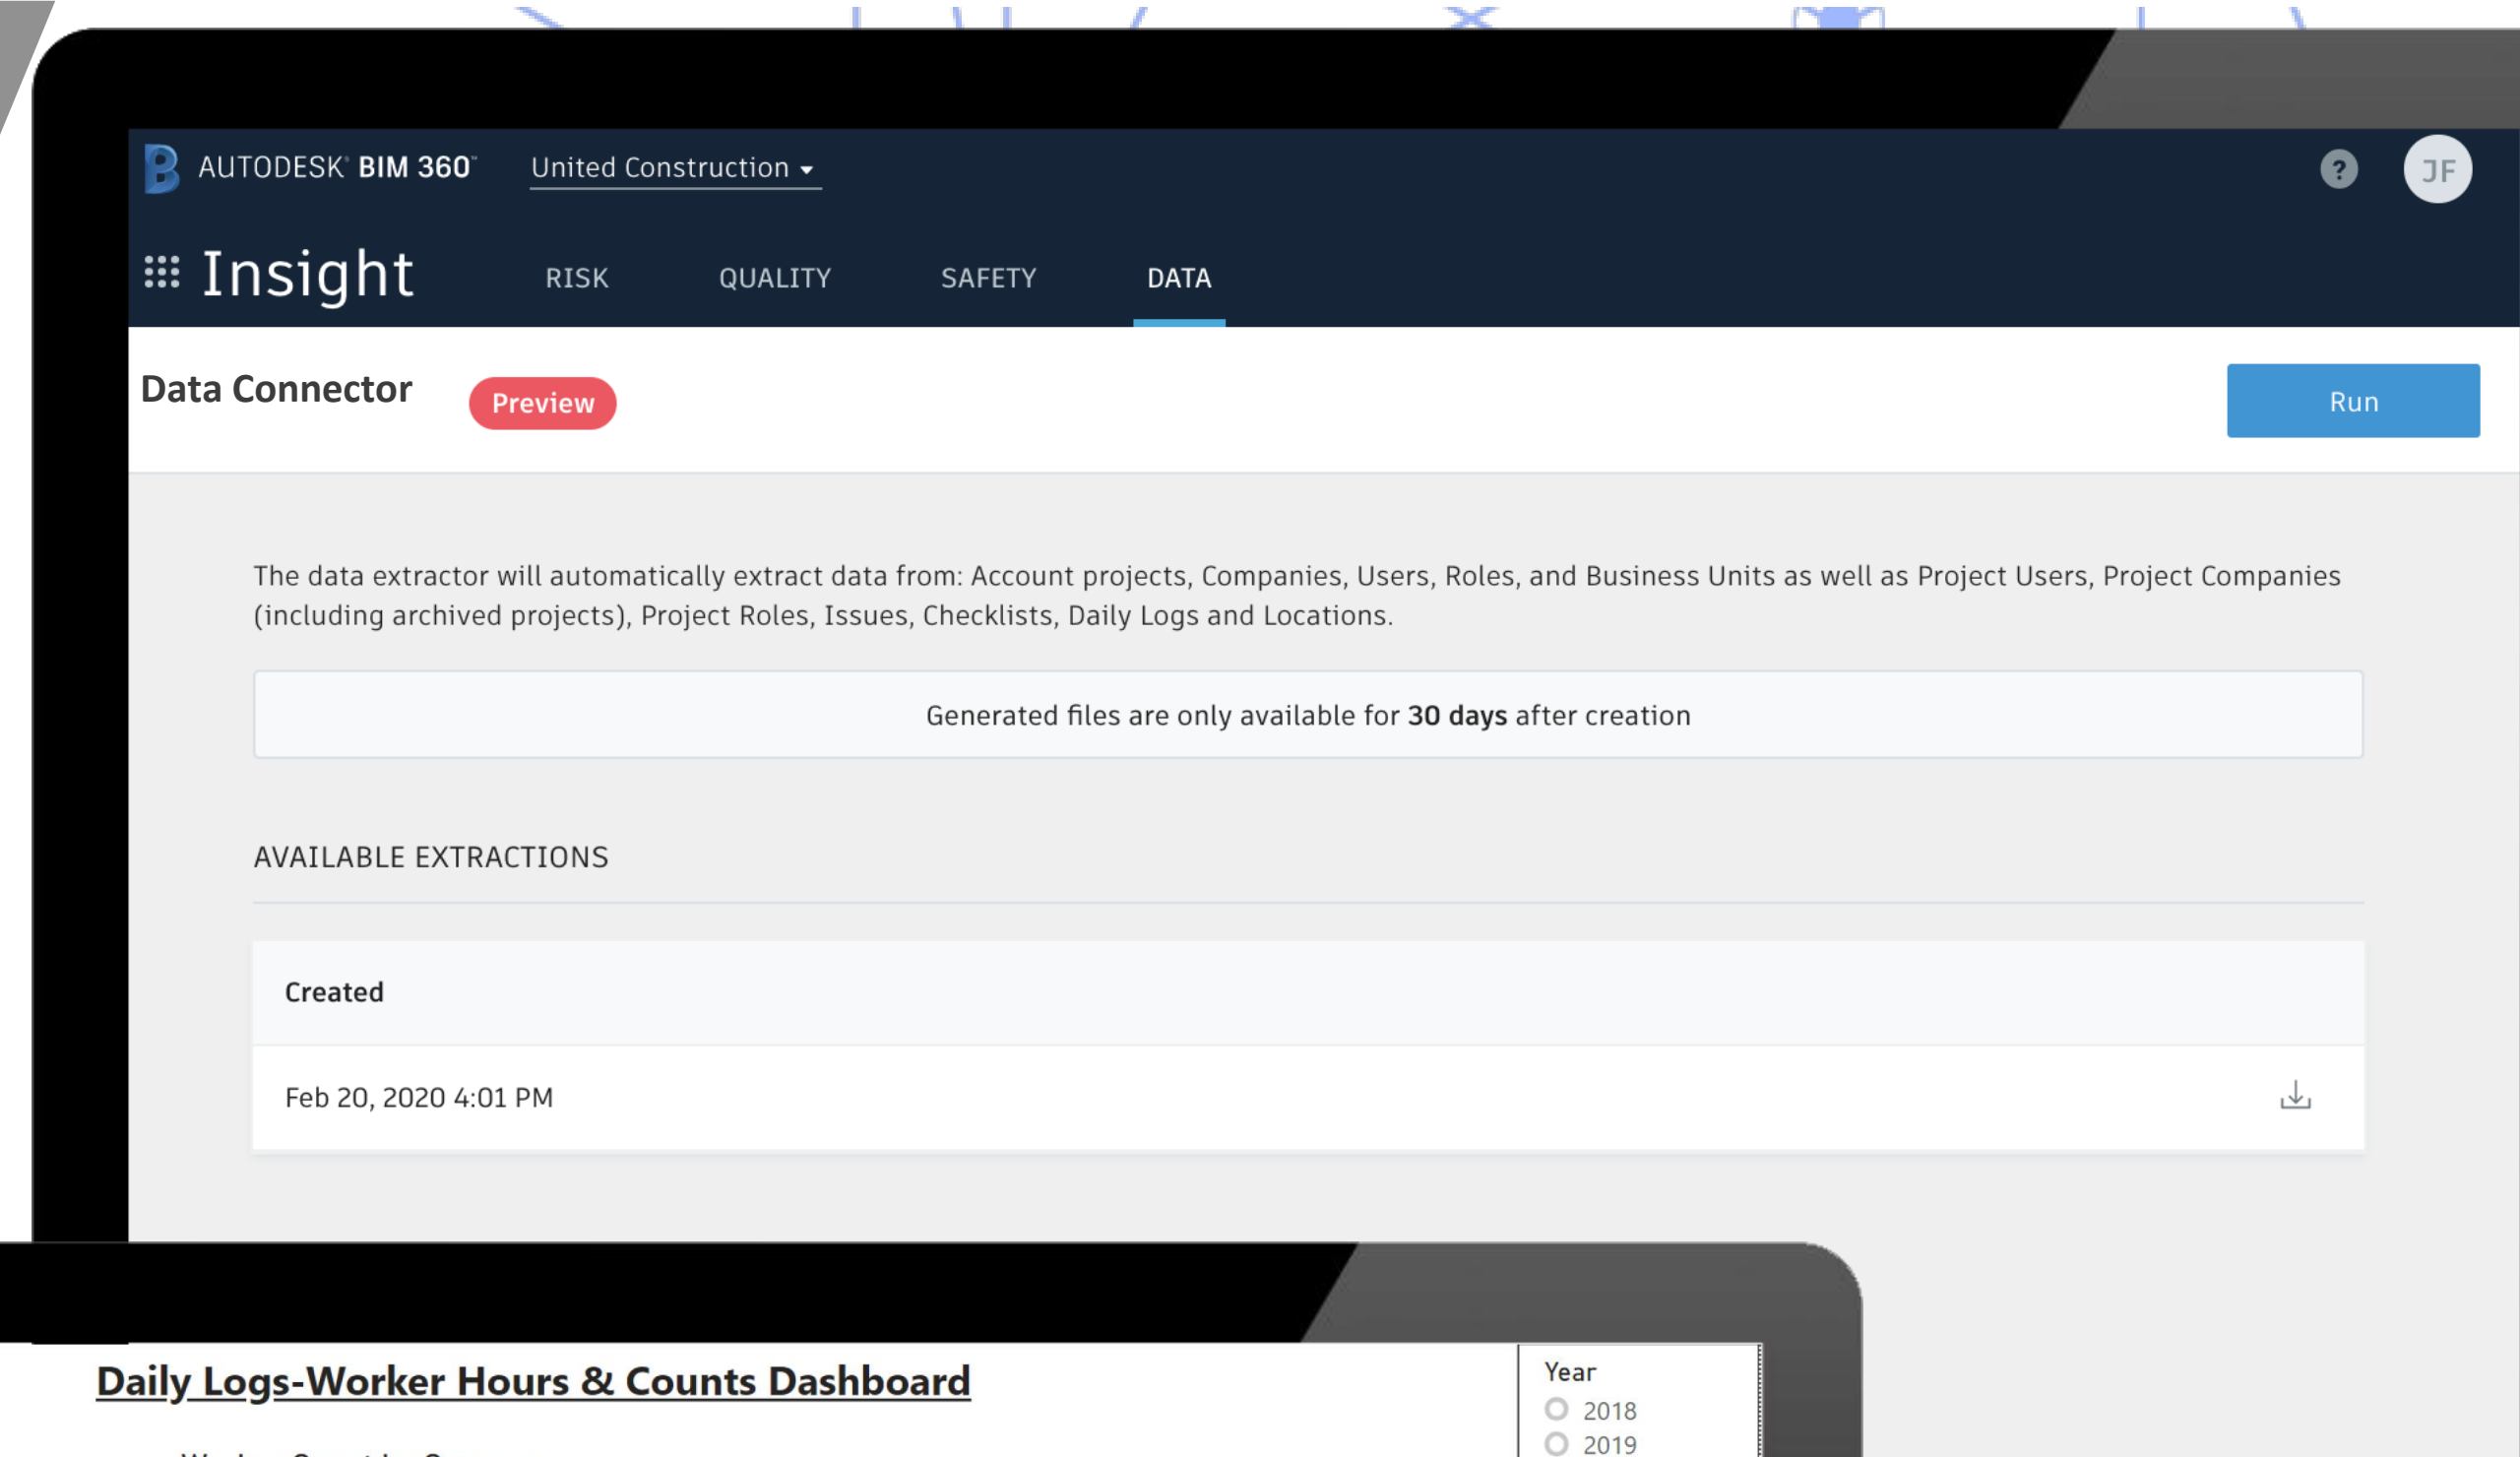 AUTODESK® BIM 360™ United Construction
? JF
Insight RISK QUALITY SAFETY DATA
Data Connector Preview Run
The data extractor will automatically extract data from: Account projects, Companies, Users, Roles, and Business Units as well as Project Users, Project Companies
(including archived projects), Project Roles, Issues, Checklists, Daily Logs and Locations.
Generated files are only available for 30 days after creation
AVAILABLE EXTRACTIONS
Created
Feb 20, 2020 4:01 PM
Daily Logs-Worker Hours & Counts Dashboard
Year
2018
2019